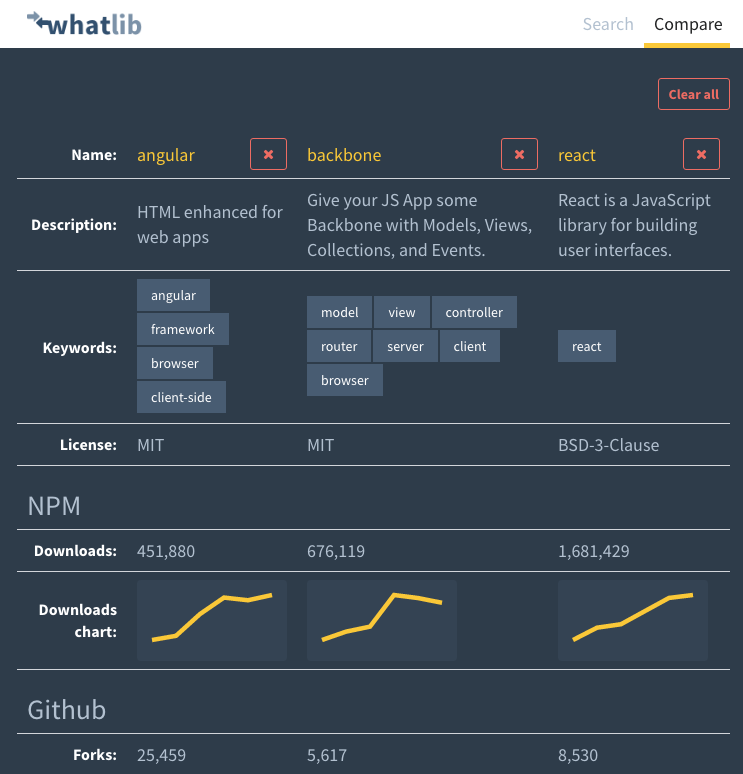 whatlib
Search Compare
Clear all
Name: angular ✖ backbone ✖ react ✖
Description: HTML enhanced for web apps
Give your JS App some
Backbone with Models, Views,
Collections, and Events.
React is a JavaScript
library for building
user interfaces.
Keywords:
angular
framework
browser
client-side
model view controller
router server client
browser
react
License: MIT MIT BSD-3-Clause
NPM
Downloads: 451,880 676,119 1,681,429
Downloads
chart:
Github
Forks: 25,459 5,617 8,530